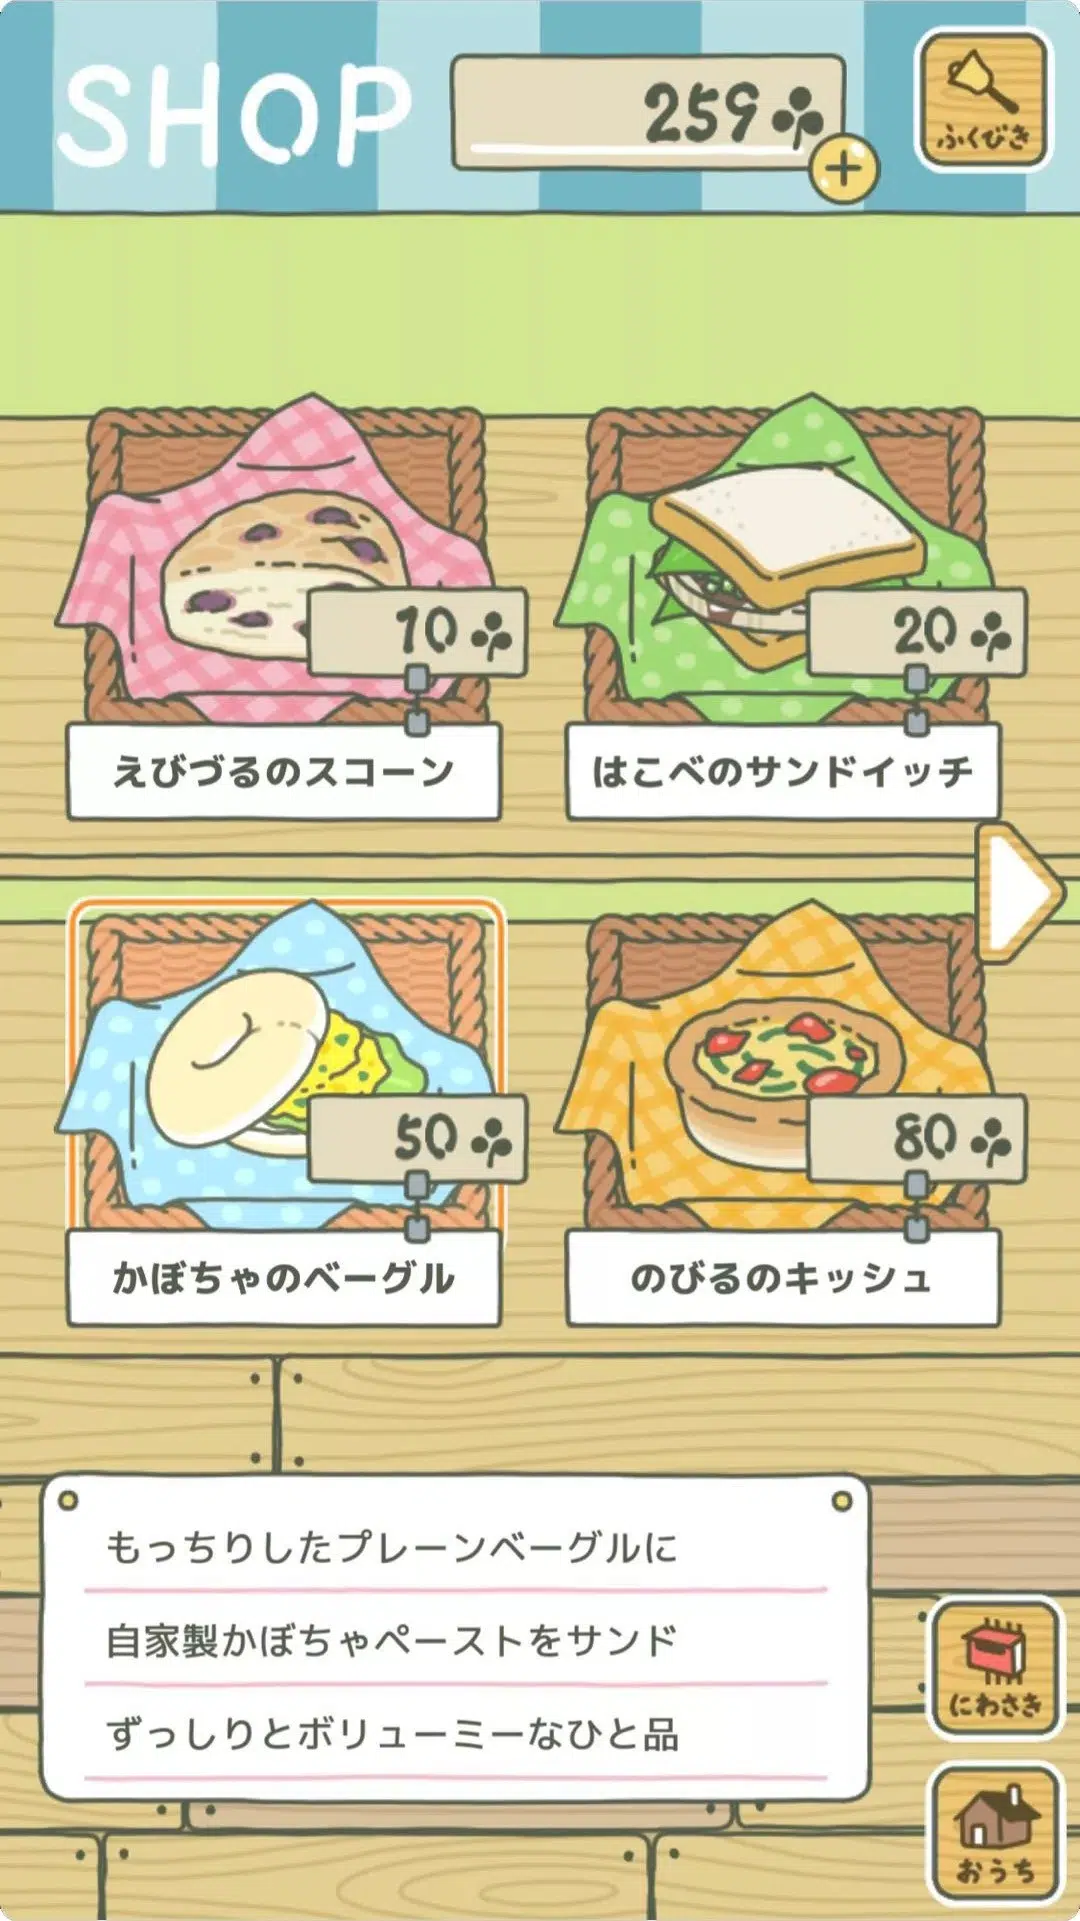 SHOP
259
ふくびき
10
20
えびづるのスコーン
はこべのサンドイッチ
50
80
かぼちゃのベーグル
のびるのキッシュ
もっちりしたプレーンベーグルに
自家製かぼちゃペーストをサンド
ずっしりとボリューミーなひと品
にわさき
おうち